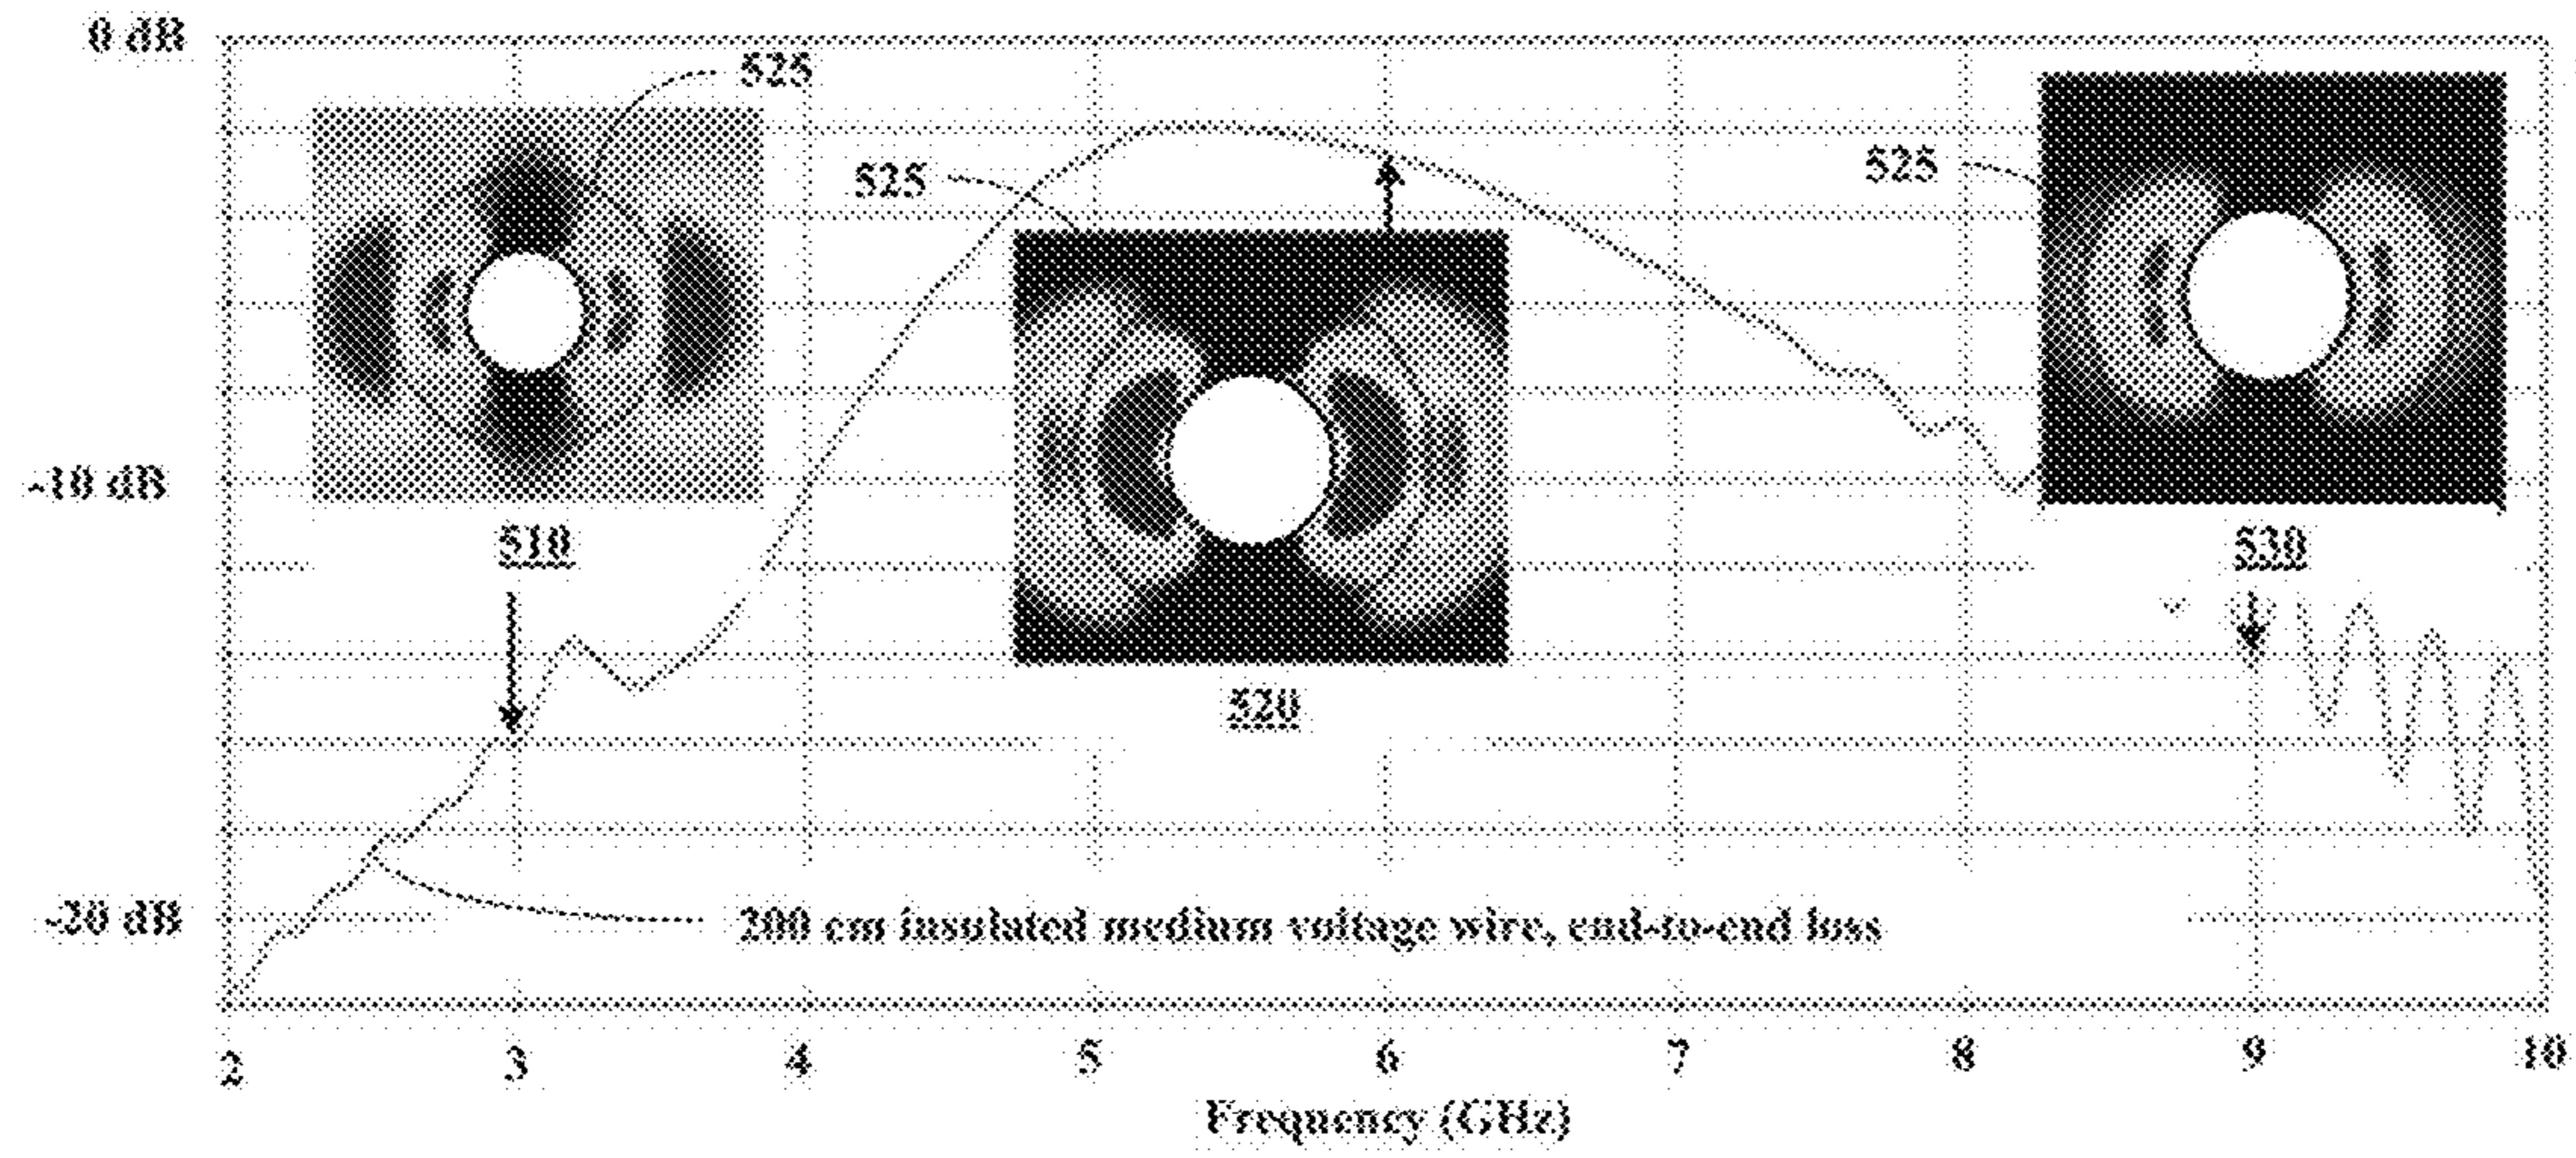 0 dB
525
525
525
-10 dB
510
530
520
-20 dB
200 cm insulated medium voltage wire, end-to-end loss
2 3 4 5 6 7 8 9 10
Frequency (GHz)